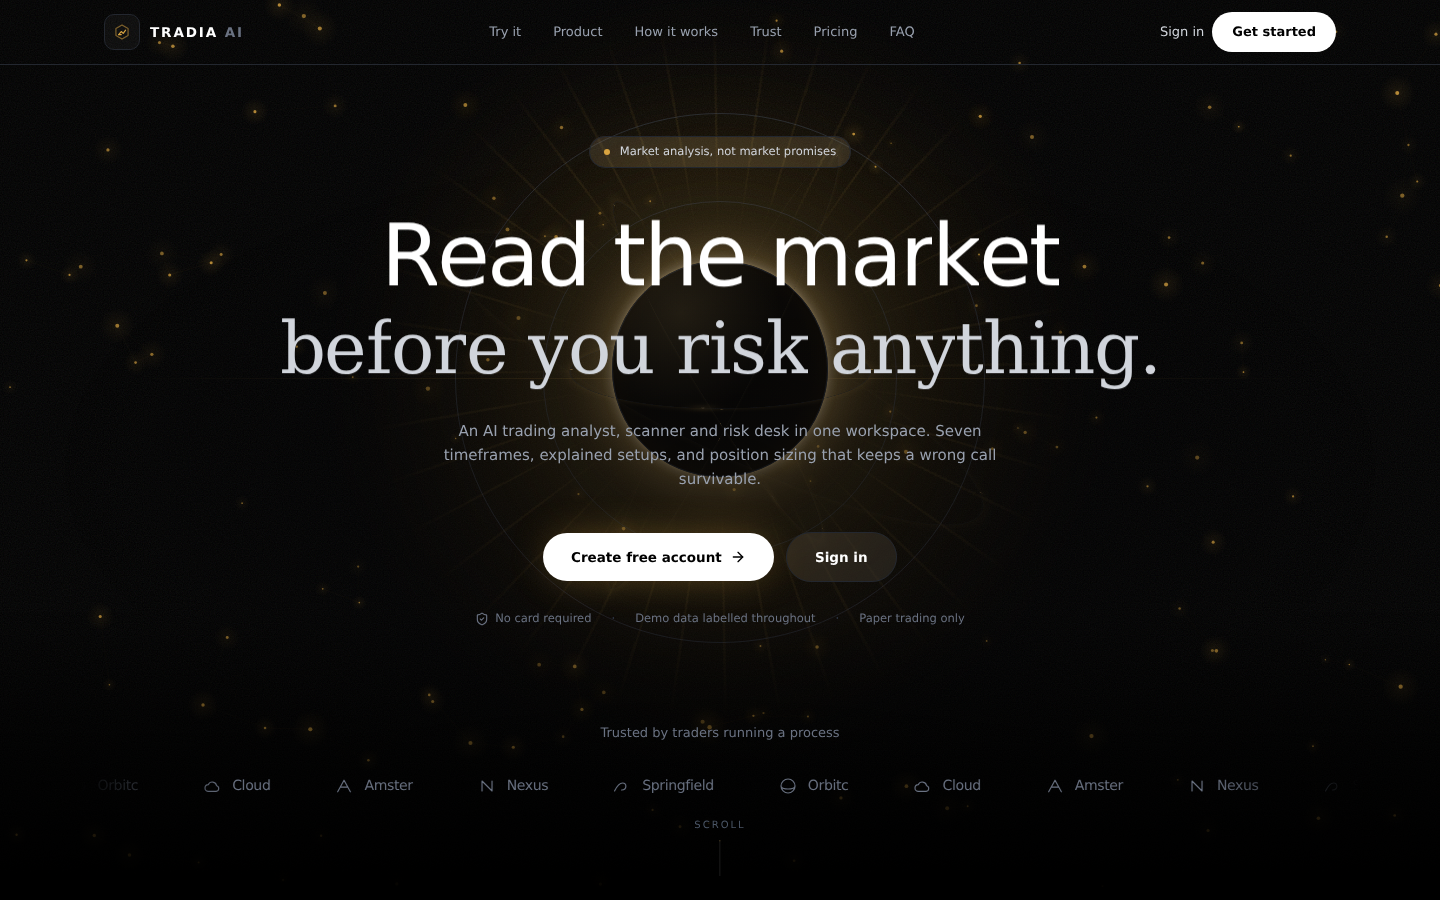 TRADIA AI
Try it
Product
How it works
Trust
Pricing
FAQ
Sign in
Get started
Market analysis, not market promises
Read the market
before you risk anything.
An AI trading analyst, scanner and risk desk in one workspace. Seven
timeframes, explained setups, and position sizing that keeps a wrong call
survivable.
Create free account
Sign in
No card required · Demo data labelled throughout · Paper trading only
Trusted by traders running a process
Orbitc
Cloud
Amster
Nexus
Springfield
Orbitc
Cloud
Amster
Nexus
SCROLL